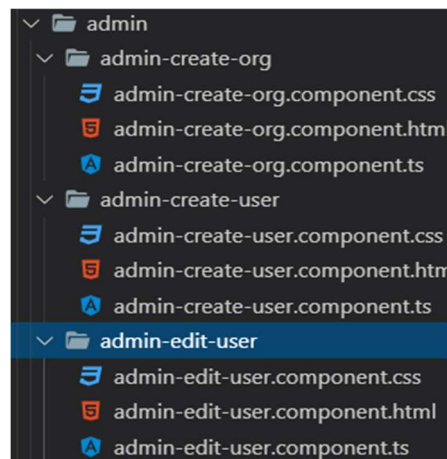 admin
admin-create-org
admin-create-org.component.css
admin-create-org.component.htm
admin-create-org.component.ts
admin-create-user
admin-create-user.component.css
admin-create-user.component.htm
admin-create-user.component.ts
admin-edit-user
admin-edit-user.component.css
admin-edit-user.component.html
admin-edit-user.component.ts